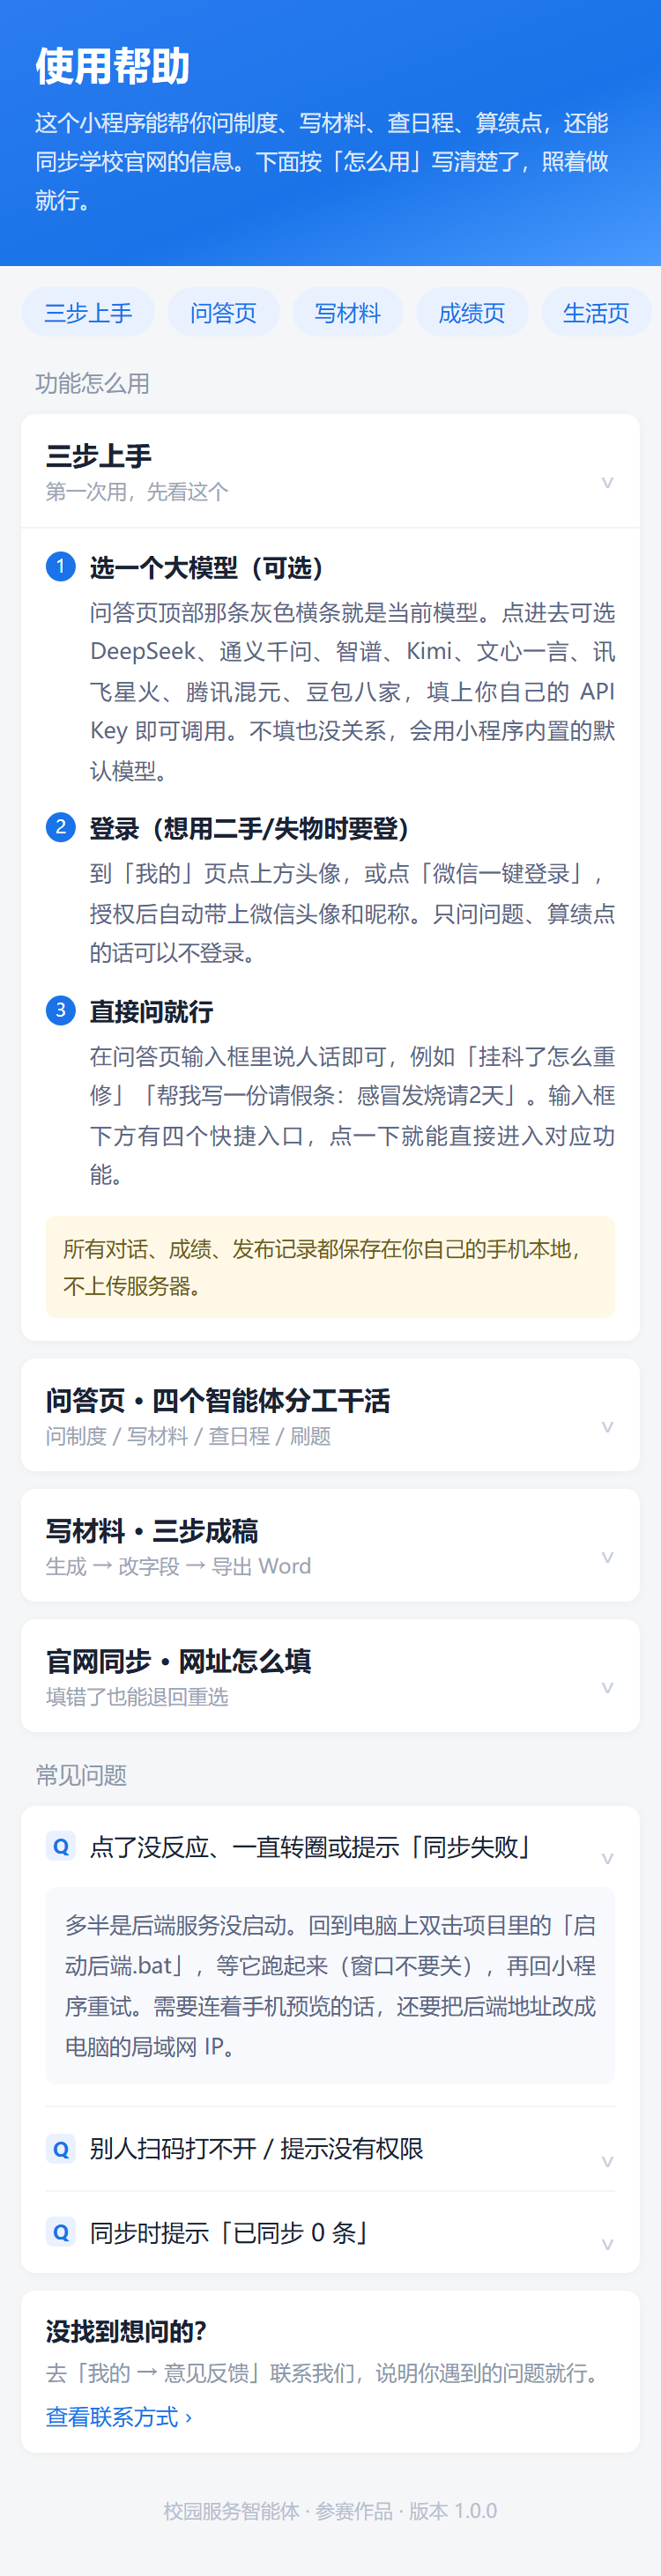 使用帮助
这个小程序能帮你问制度、写材料、查日程、算绩点，还能
同步学校官网的信息。下面按「怎么用」写清楚了，照着做
就行。
三步上手 问答页 写材料 成绩页 生活页
功能怎么用
三步上手
第一次用，先看这个
1 选一个大模型（可选）
问答页顶部那条灰色横条就是当前模型。点进去可选
DeepSeek、通义千问、智谱、Kimi、文心一言、讯
飞星火、腾讯混元、豆包八家，填上你自己的 API
Key 即可调用。不填也没关系，会用小程序内置的默
认模型。
2 登录（想用二手/失物时要登）
到「我的」页点上方头像，或点「微信一键登录」，
授权后自动带上微信头像和昵称。只问问题、算绩点
的话可以不登录。
3 直接问就行
在问答页输入框里说人话即可，例如「挂科了怎么重
修」「帮我写一份请假条：感冒发烧请2天」。输入框
下方有四个快捷入口，点一下就能直接进入对应功
能。
所有对话、成绩、发布记录都保存在你自己的手机本地，
不上传服务器。
问答页 · 四个智能体分工干活
问制度 / 写材料 / 查日程 / 刷题
写材料 · 三步成稿
生成 → 改字段 → 导出 Word
官网同步 · 网址怎么填
填错了也能退回重选
常见问题
Q 点了没反应、一直转圈或提示「同步失败」
多半是后端服务没启动。回到电脑上双击项目里的「启
动后端.bat」，等它跑起来（窗口不要关），再回小程
序重试。需要连着手机预览的话，还要把后端地址改成
电脑的局域网 IP。
Q 别人扫码打不开 / 提示没有权限
Q 同步时提示「已同步 0 条」
没找到想问的？
去「我的 → 意见反馈」联系我们，说明你遇到的问题就行。
查看联系方式 ›
校园服务智能体 · 参赛作品 · 版本 1.0.0